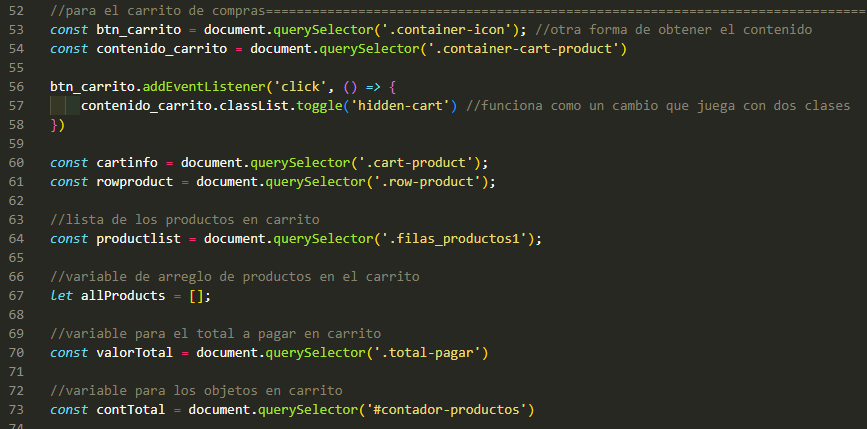 52 //para el carrito de compras==============================================================================
53 const btn_carrito = document.querySelector('.container-icon'); //otra forma de obtener el contenido
54 const contenido_carrito = document.querySelector('.container-cart-product')
55
56 btn_carrito.addEventListener('click', () => {
57 contenido_carrito.classList.toggle('hidden-cart') //funciona como un cambio que juega con dos clases
58 })
59
60 const cartinfo = document.querySelector('.cart-product');
61 const rowproduct = document.querySelector('.row-product');
62
63 //lista de los productos en carrito
64 const productlist = document.querySelector('.filas_productos1');
65
66 //variable de arreglo de productos en el carrito
67 let allProducts = [];
68
69 //variable para el total a pagar en carrito
70 const valorTotal = document.querySelector('.total-pagar')
71
72 //variable para los objetos en carrito
73 const contTotal = document.querySelector('#contador-productos')
74